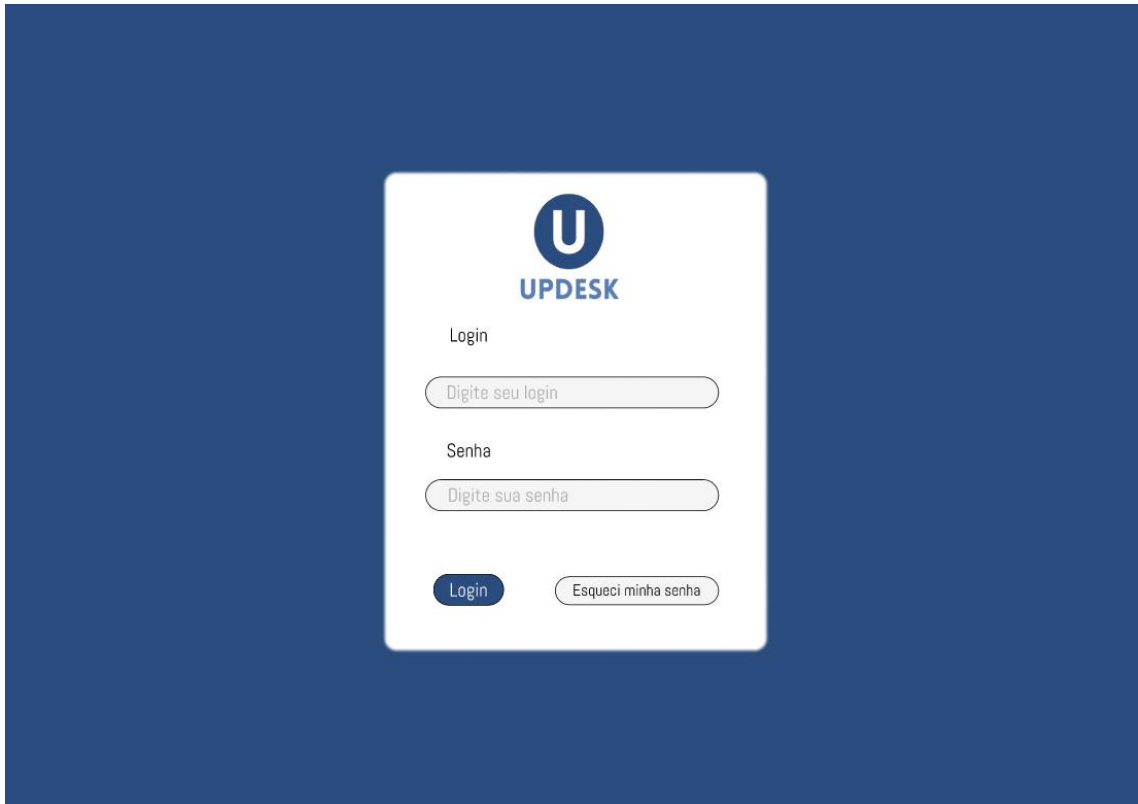 U
UPDESK
Login
Digite seu login
Senha
Digite sua senha
Login
Esqueci minha senha